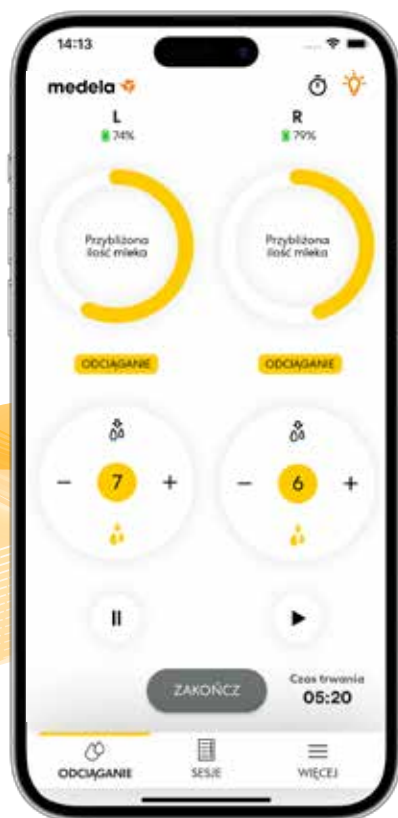 14:13
medela
L
R
74%
79%
Przybliżona
ilość mleka
Przybliżona
ilość mleka
ODCIĄGANIE
ODCIĄGANIE
− 7 +
− 6 +
ZAKOŃCZ
Czas trwania
05:20
ODCIĄGANIE
SESJE
WIĘCEJ